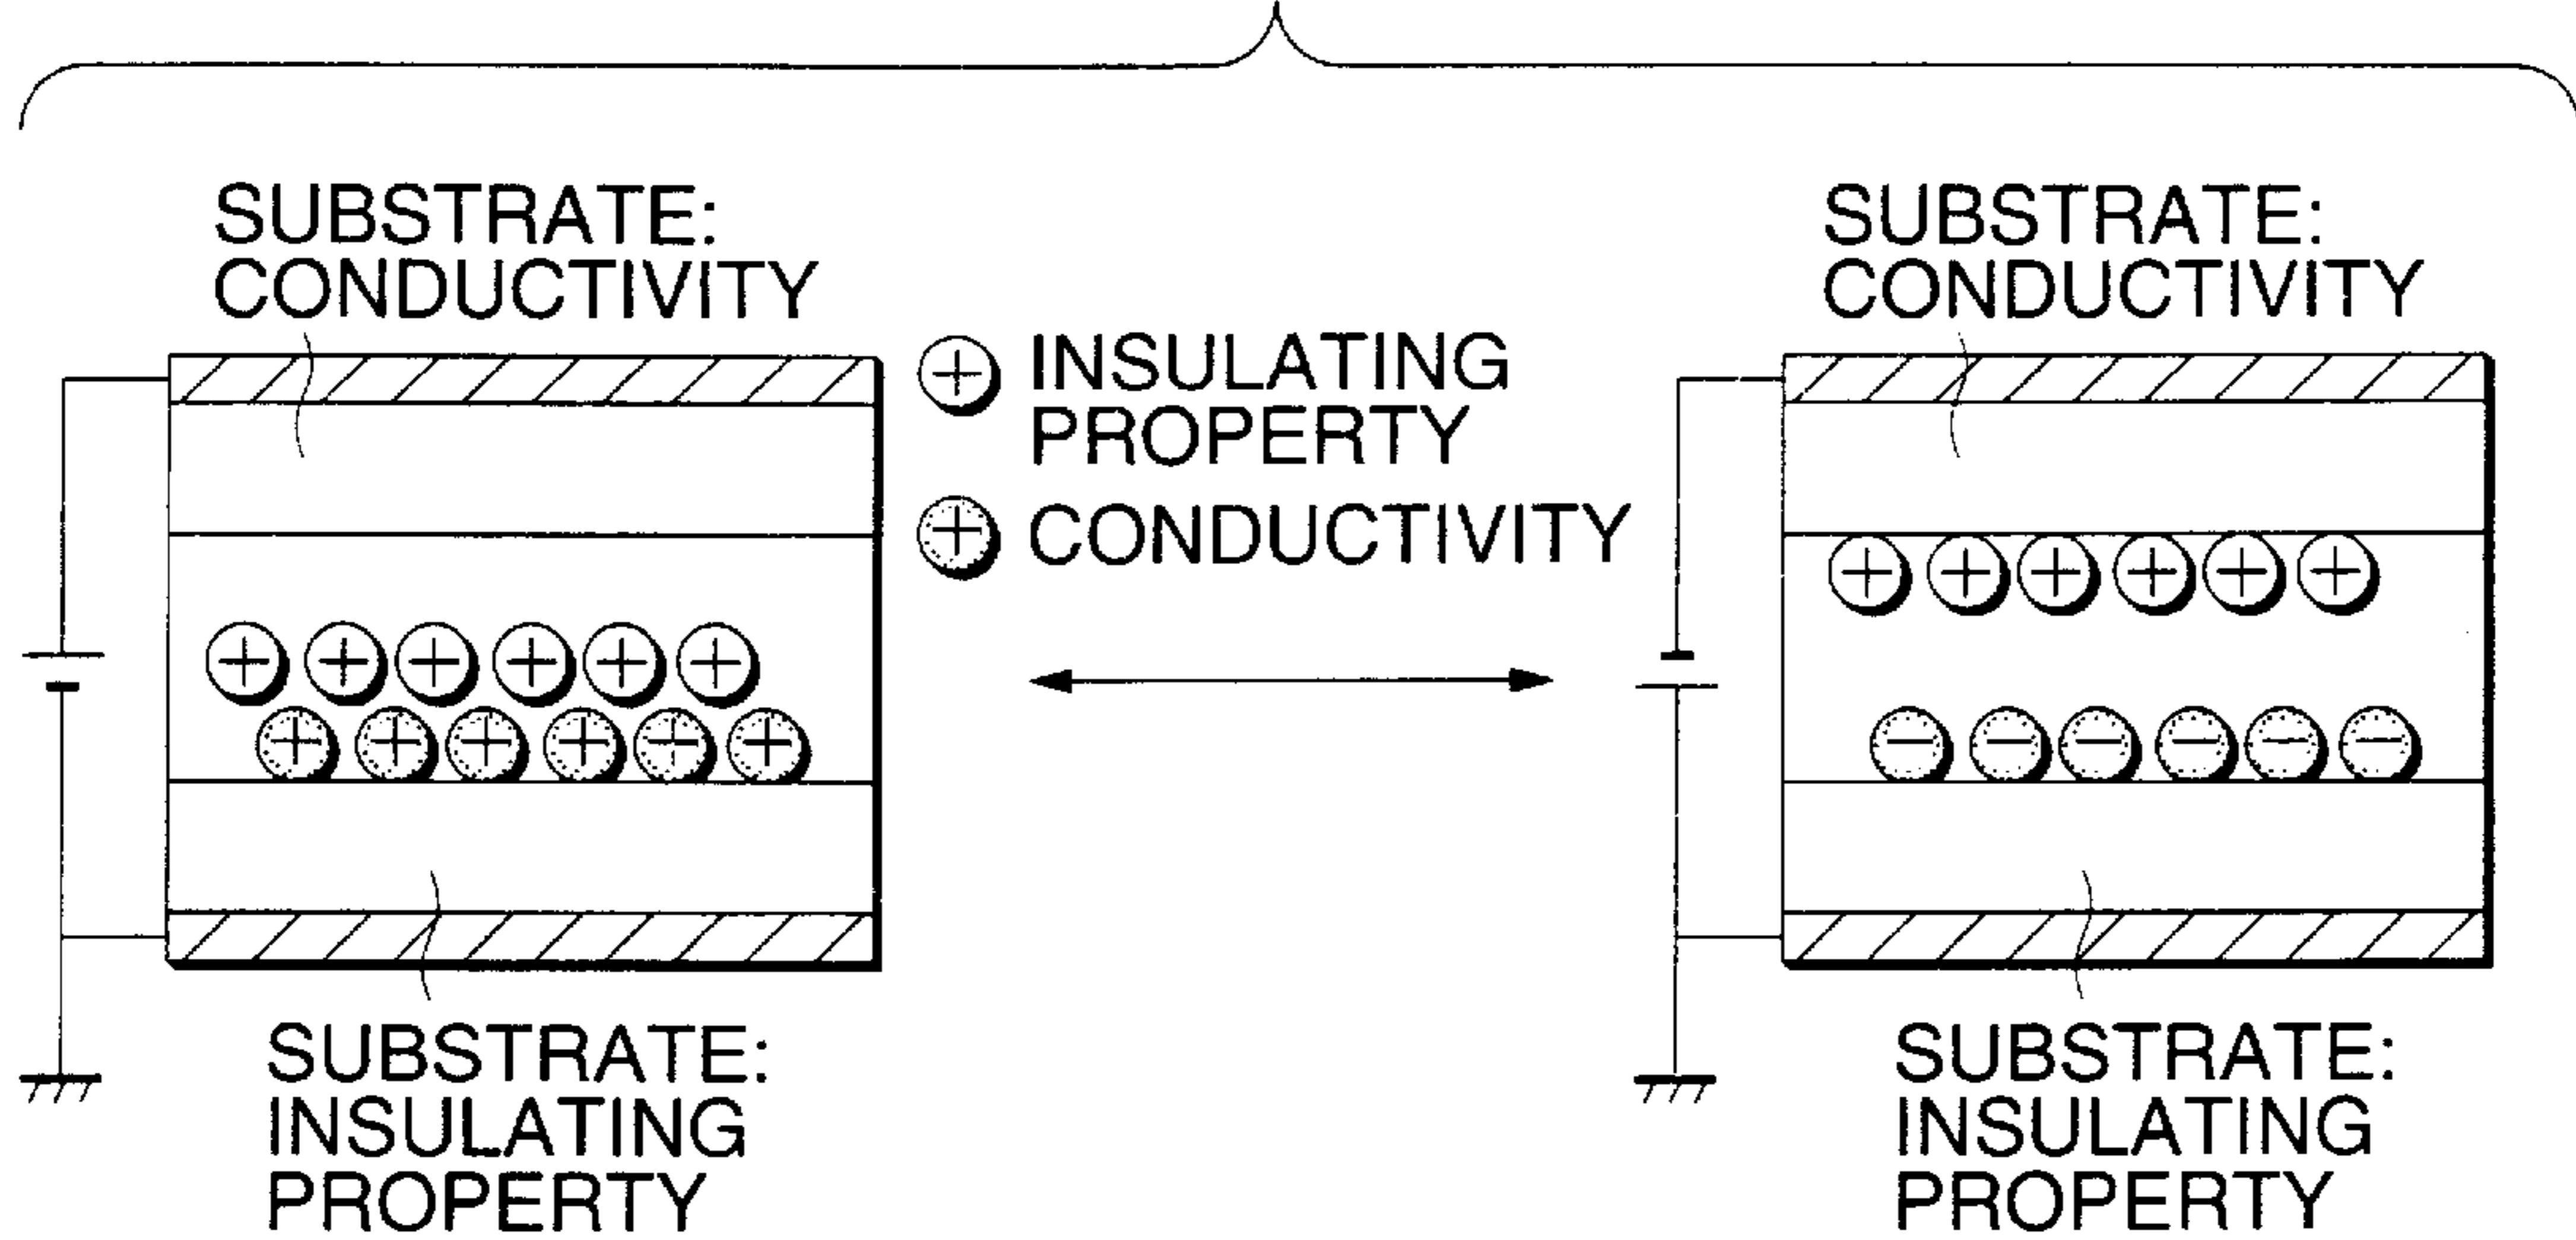 SUBSTRATE:
CONDUCTIVITY
INSULATING
PROPERTY
CONDUCTIVITY
SUBSTRATE:
INSULATING
PROPERTY
SUBSTRATE:
CONDUCTIVITY
SUBSTRATE:
INSULATING
PROPERTY